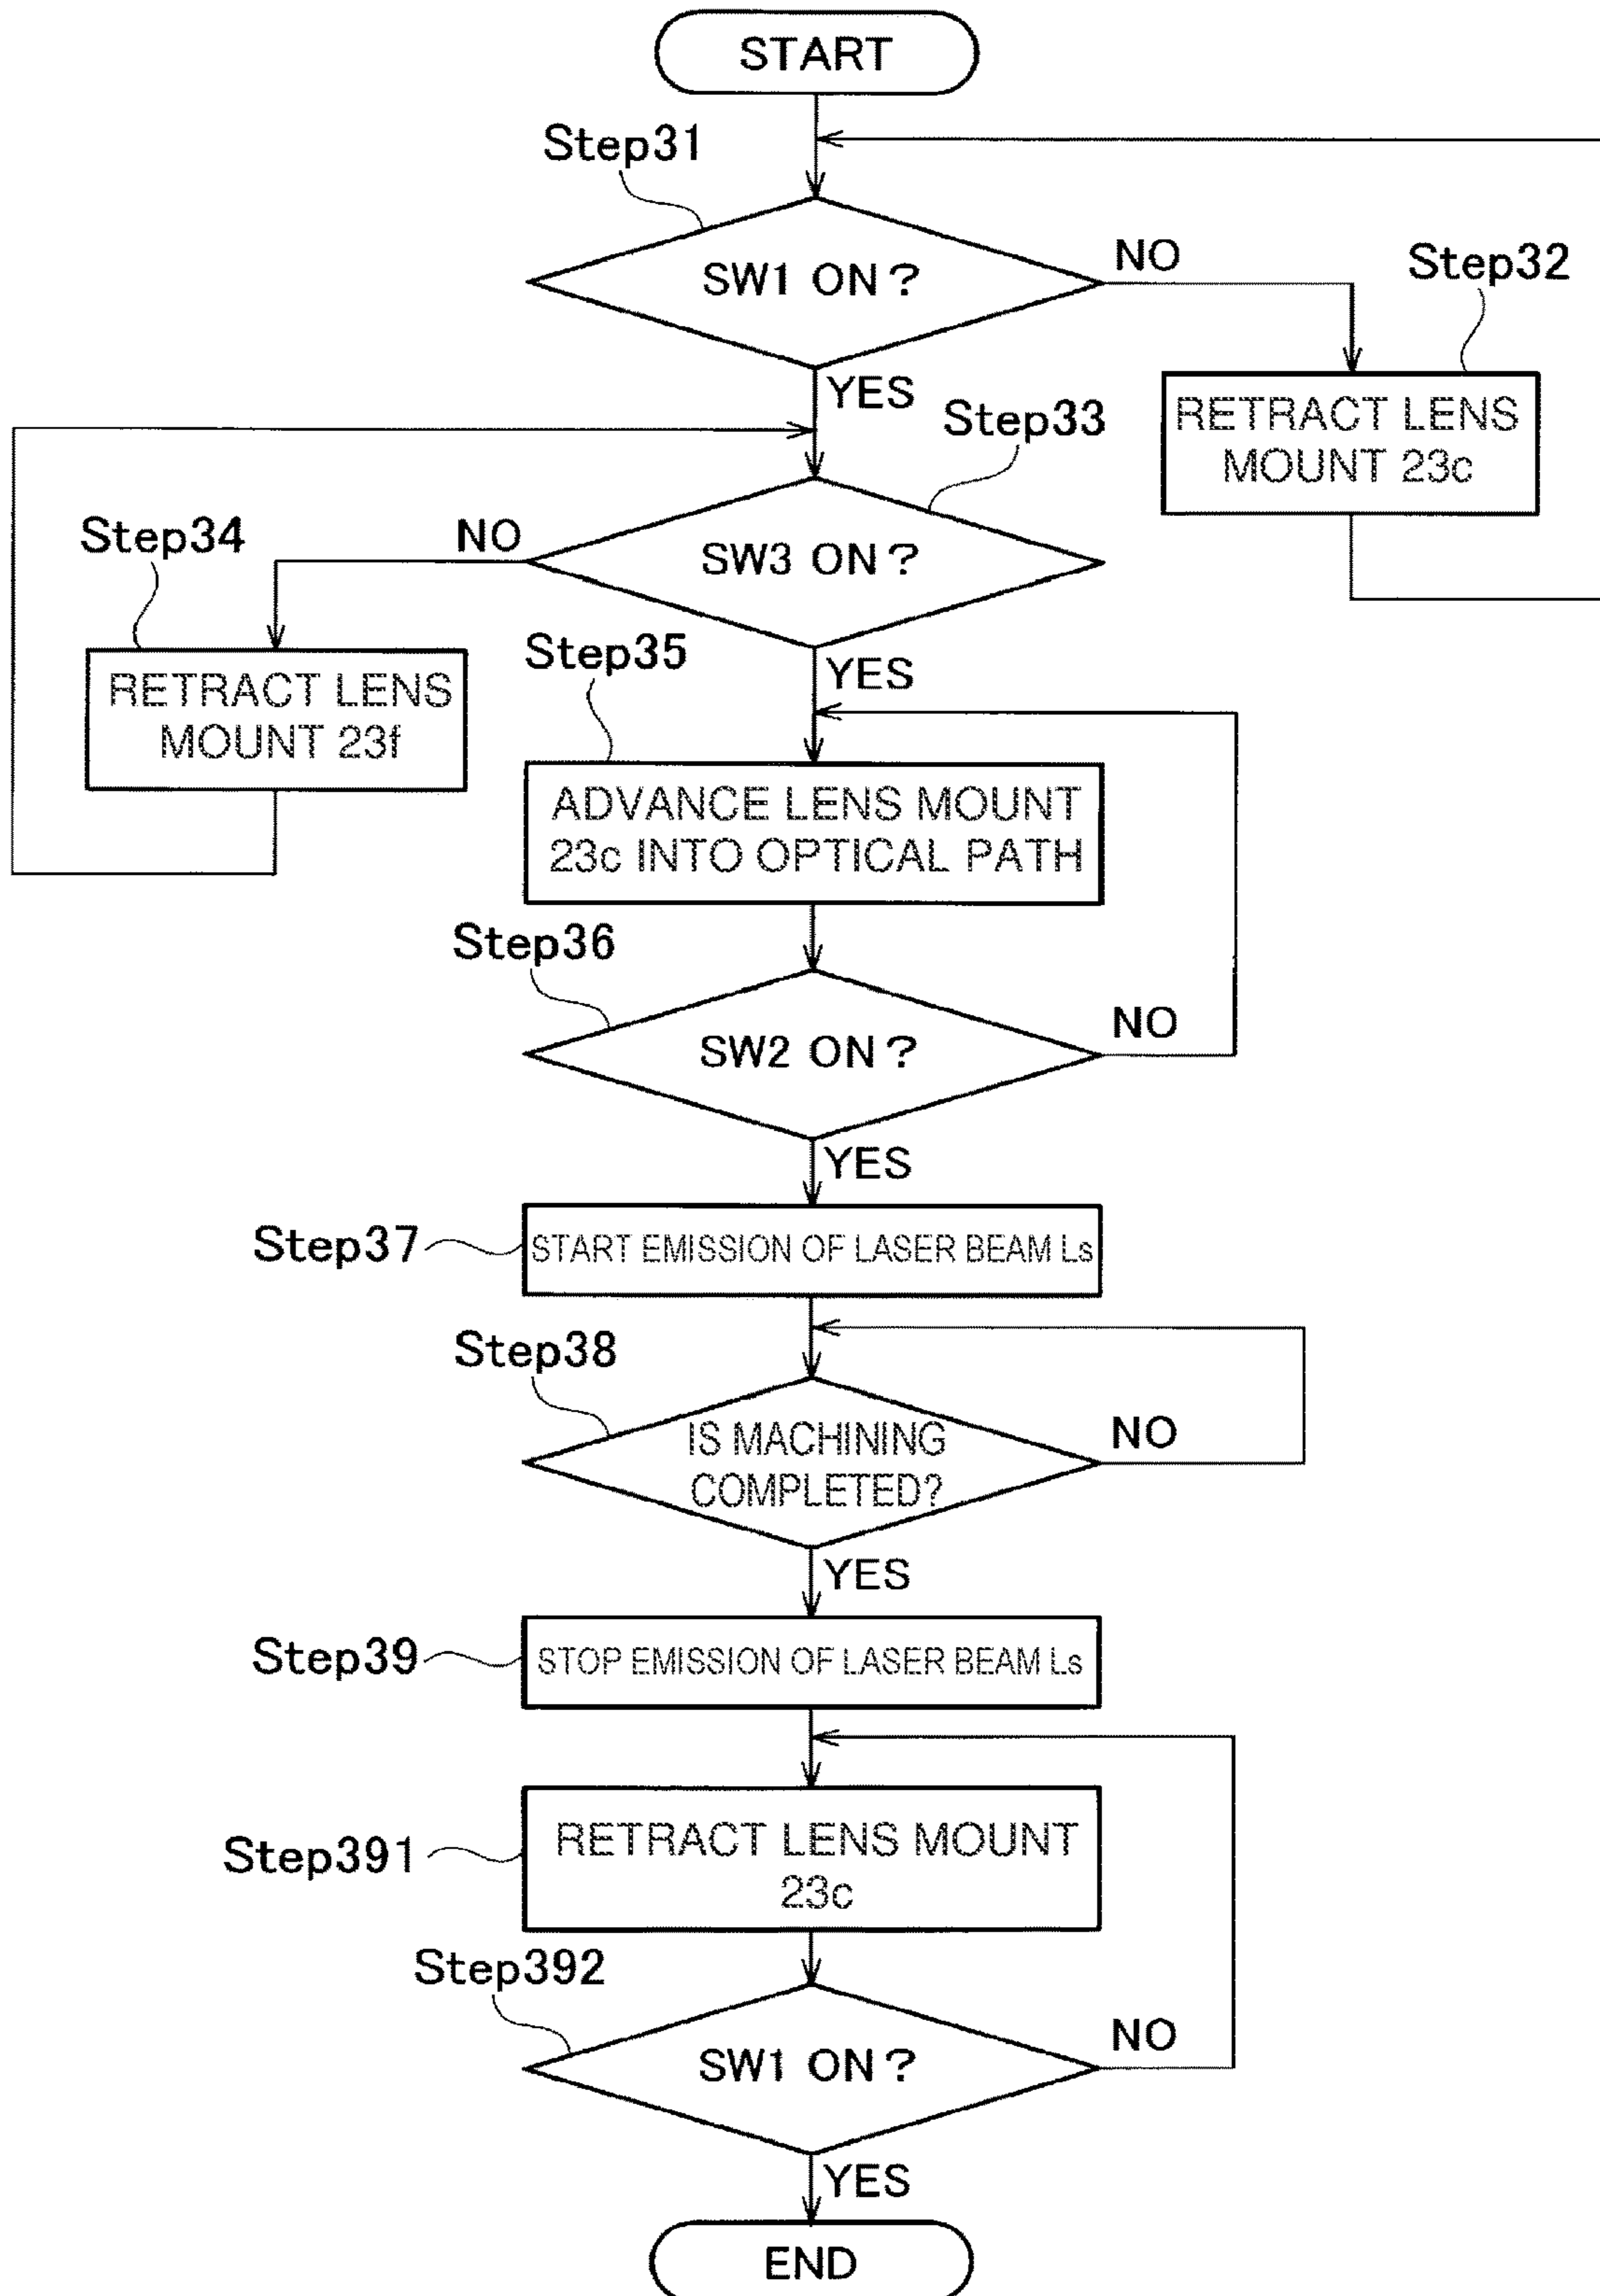 START
Step31
SW1 ON?
NO
Step32
RETRACT LENS
MOUNT 23c
YES
Step33
SW3 ON?
NO
Step34
RETRACT LENS
MOUNT 23f
YES
Step35
ADVANCE LENS MOUNT
23c INTO OPTICAL PATH
Step36
SW2 ON?
NO
YES
Step37
START EMISSION OF LASER BEAM Ls
Step38
IS MACHINING
COMPLETED?
NO
YES
Step39
STOP EMISSION OF LASER BEAM Ls
Step391
RETRACT LENS MOUNT
23c
Step392
SW1 ON?
NO
YES
END